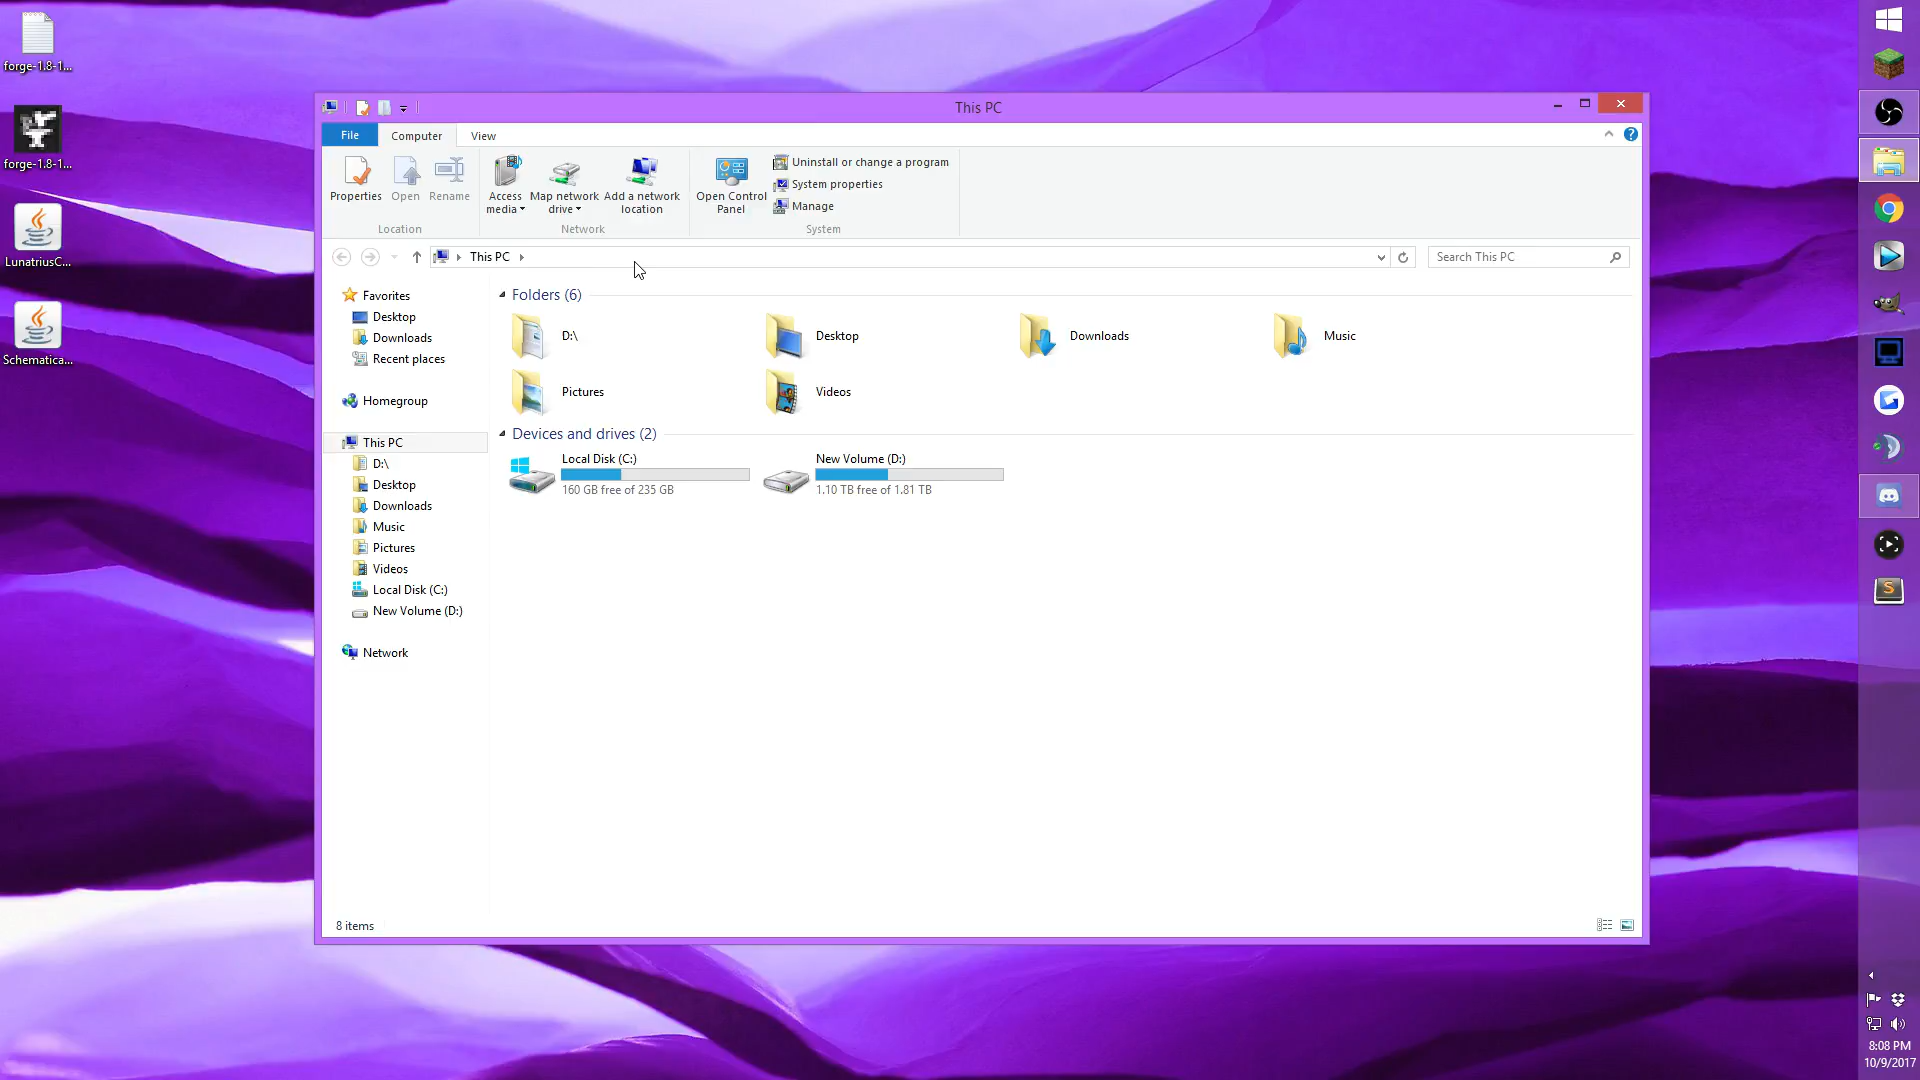 forge-1.8-1...
forge-1.8-1...
LunatriusC...
Schematica...
This PC
File
Computer
View
Properties
Open
Rename
Access media
Map network drive
Add a network location
Open Control Panel
Uninstall or change a program
System properties
Manage
Location
Network
System
This PC
Search This PC
Favorites
Desktop
Downloads
Recent places
Homegroup
This PC
D:\
Desktop
Downloads
Music
Pictures
Videos
Local Disk (C:)
New Volume (D:)
Network
Folders (6)
D:\
Desktop
Downloads
Music
Pictures
Videos
Devices and drives (2)
Local Disk (C:)
160 GB free of 235 GB
New Volume (D:)
1.10 TB free of 1.81 TB
8 items
8:08 PM
10/9/2017